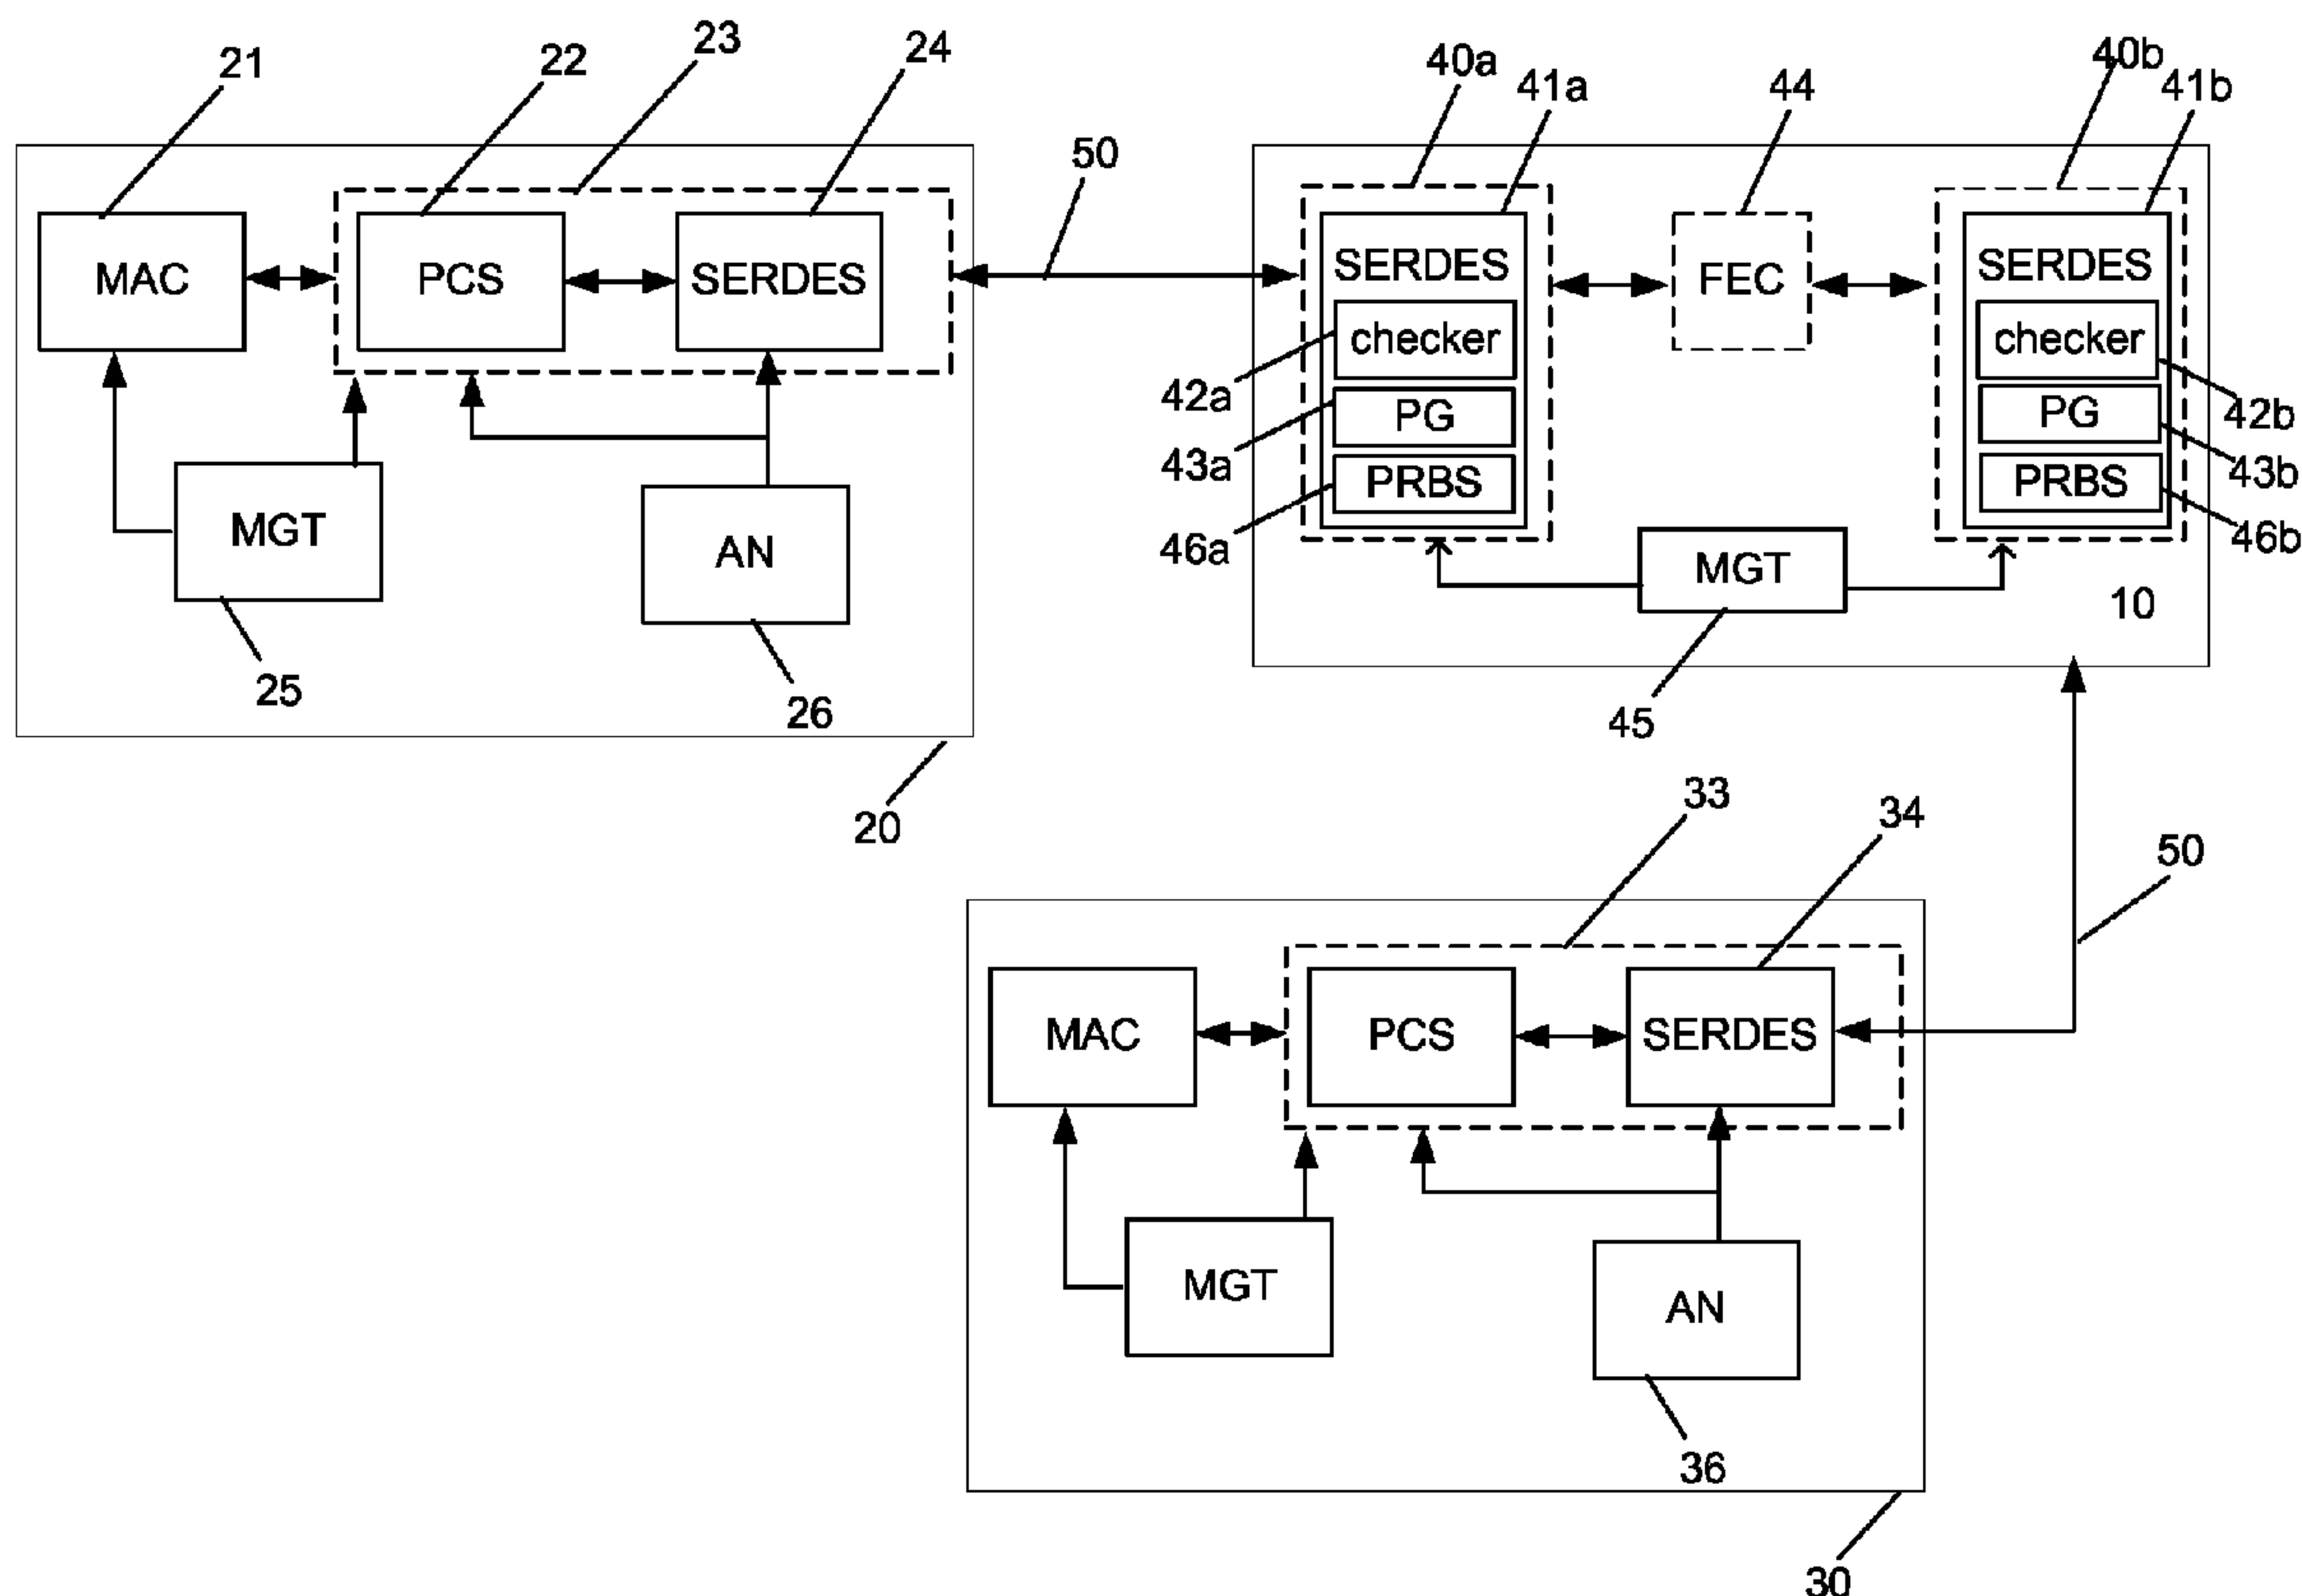 21
22
23
24
MAC
PCS
SERDES
MGT
AN
25
26
20
50
40a
41a
44
40b
41b
SERDES
checker
PG
PRBS
42a
43a
46a
FEC
SERDES
checker
PG
PRBS
42b
43b
46b
MGT
10
45
50
33
34
MAC
PCS
SERDES
MGT
AN
36
30